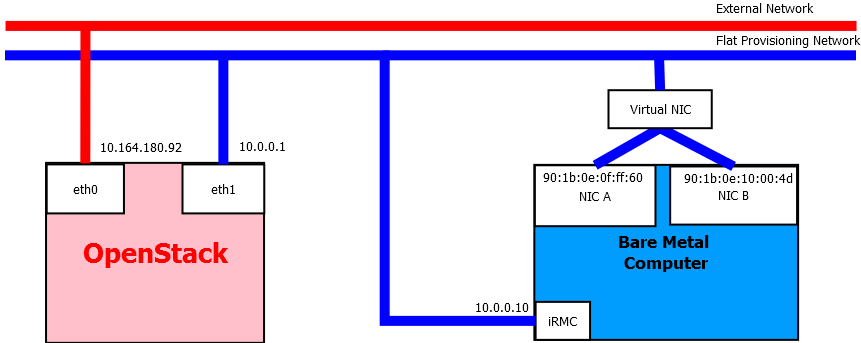 External Network
Flat Provisioning Network
Virtual NIC
10.164.180.92
10.0.0.1
eth0
eth1
90:1b:0e:0f:ff:60
NIC A
90:1b:0e:10:00:4d
NIC B
OpenStack
Bare Metal
Computer
10.0.0.10
iRMC